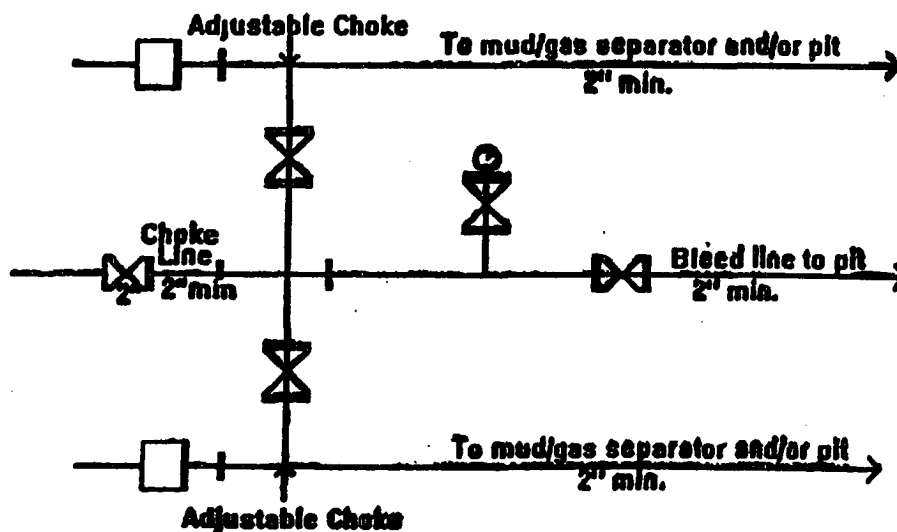 Adjustable Choke
To mud/gas separator and/or pit
2" min.
Choke
Line
2" min
2
Bleed line to pit
2" min.
To mud/gas separator and/or pit
2" min.
Adjustable Choke